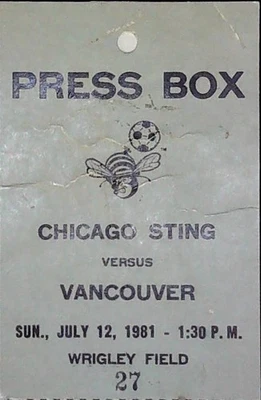 PRESS BOX
CHICAGO STING
VERSUS
VANCOUVER
SUN., JULY 12, 1981 - 1:30 P.M.
WRIGLEY FIELD
27